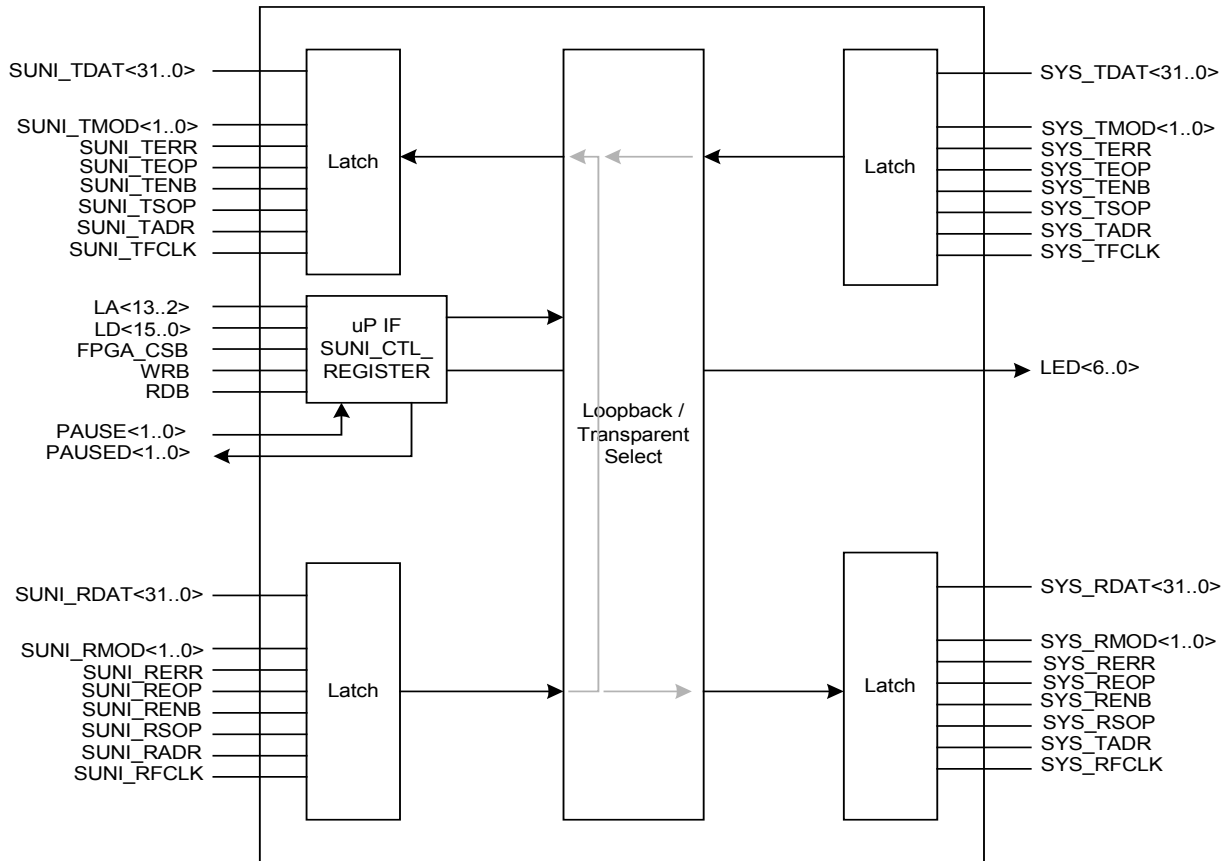 SUNI_TDAT<31..0>
SUNI_TMOD<1..0>
SUNI_TERR
SUNI_TEOP
SUNI_TENB
SUNI_TSOP
SUNI_TADR
SUNI_TFCLK
Latch
Latch
SYS_TDAT<31..0>
SYS_TMOD<1..0>
SYS_TERR
SYS_TEOP
SYS_TENB
SYS_TSOP
SYS_TADR
SYS_TFCLK
LA<13..2>
LD<15..0>
FPGA_CSB
WRB
RDB
PAUSE<1..0>
PAUSED<1..0>
uP IF
SUNI_CTL_
REGISTER
Loopback /
Transparent
Select
LED<6..0>
SUNI_RDAT<31..0>
SUNI_RMOD<1..0>
SUNI_RERR
SUNI_REOP
SUNI_RENB
SUNI_RSOP
SUNI_RADR
SUNI_RFCLK
Latch
Latch
SYS_RDAT<31..0>
SYS_RMOD<1..0>
SYS_RERR
SYS_REOP
SYS_RENB
SYS_RSOP
SYS_TADR
SYS_RFCLK